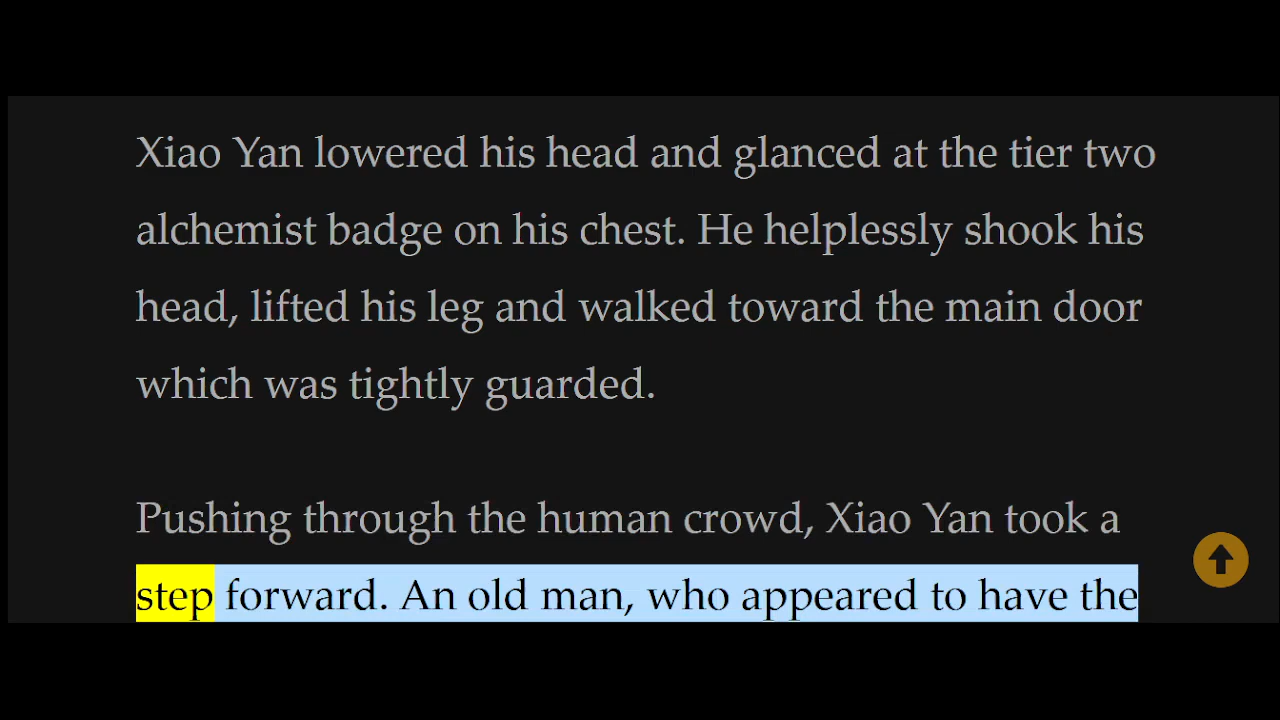 Xiao Yan lowered his head and glanced at the tier two
alchemist badge on his chest. He helplessly shook his
head, lifted his leg and walked toward the main door
which was tightly guarded.
Pushing through the human crowd, Xiao Yan took a
step forward. An old man, who appeared to have the